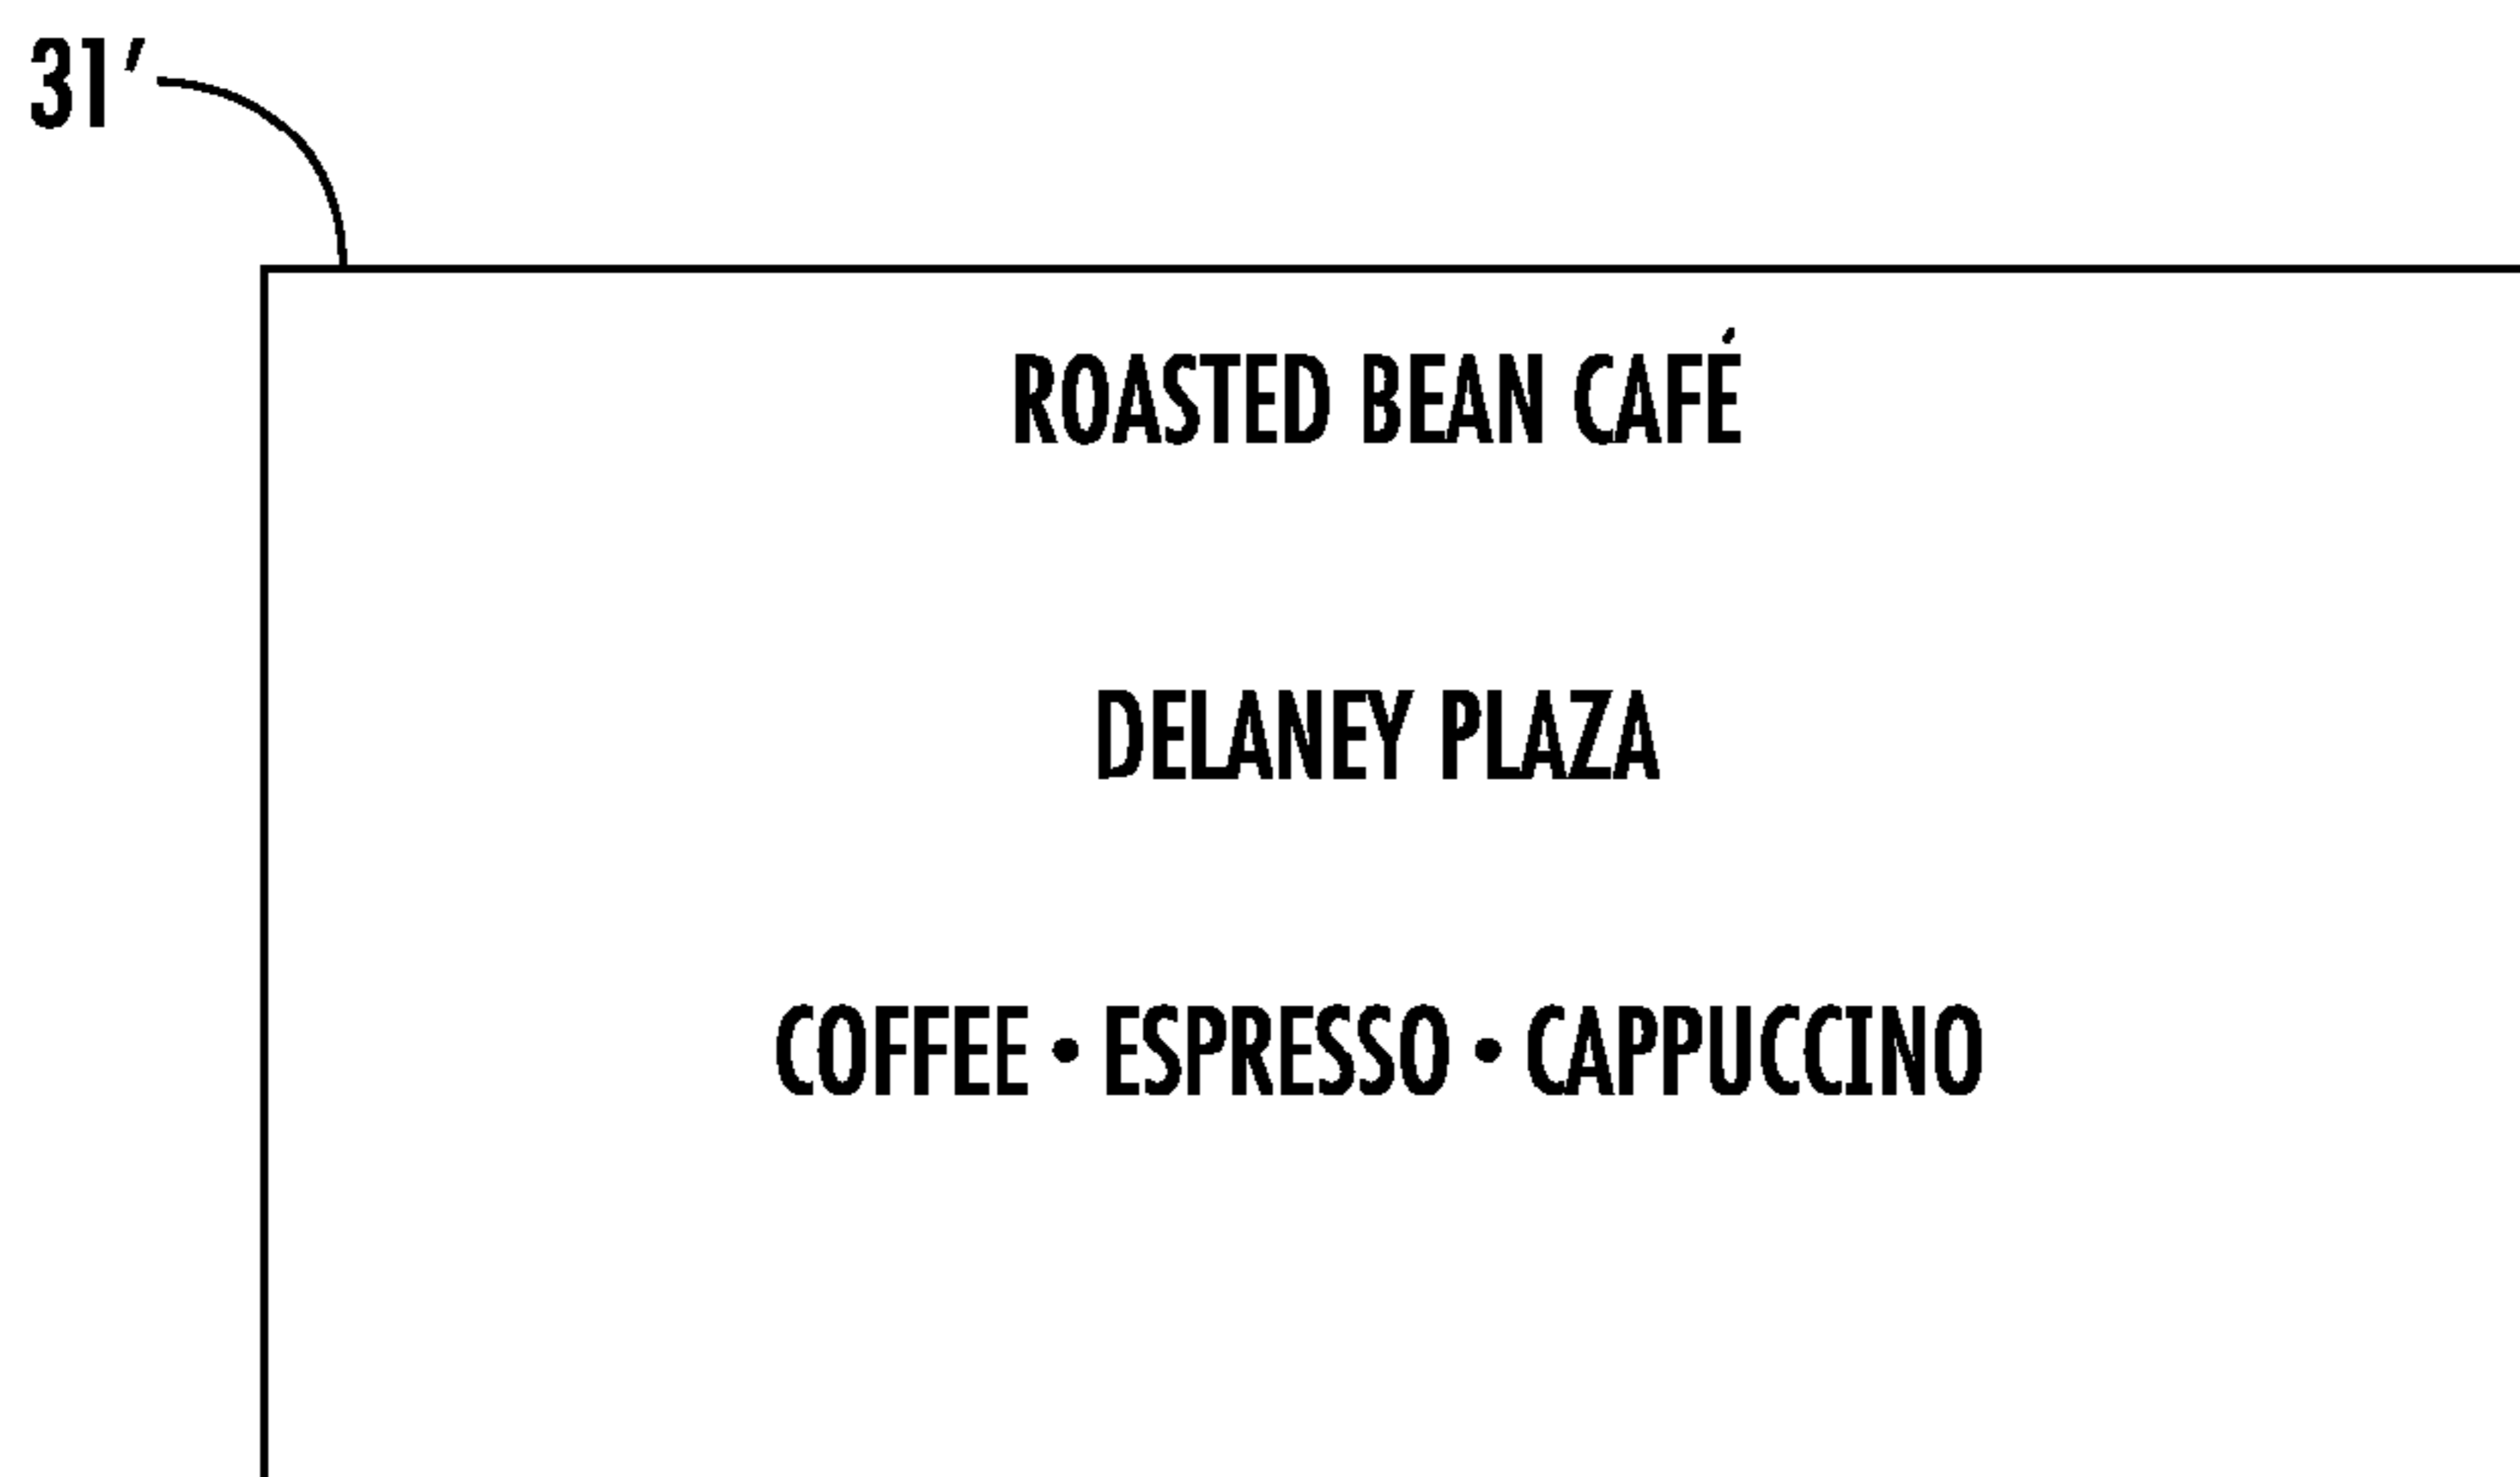 31′
ROASTED BEAN CAFÉ
DELANEY PLAZA
COFFEE • ESPRESSO • CAPPUCCINO